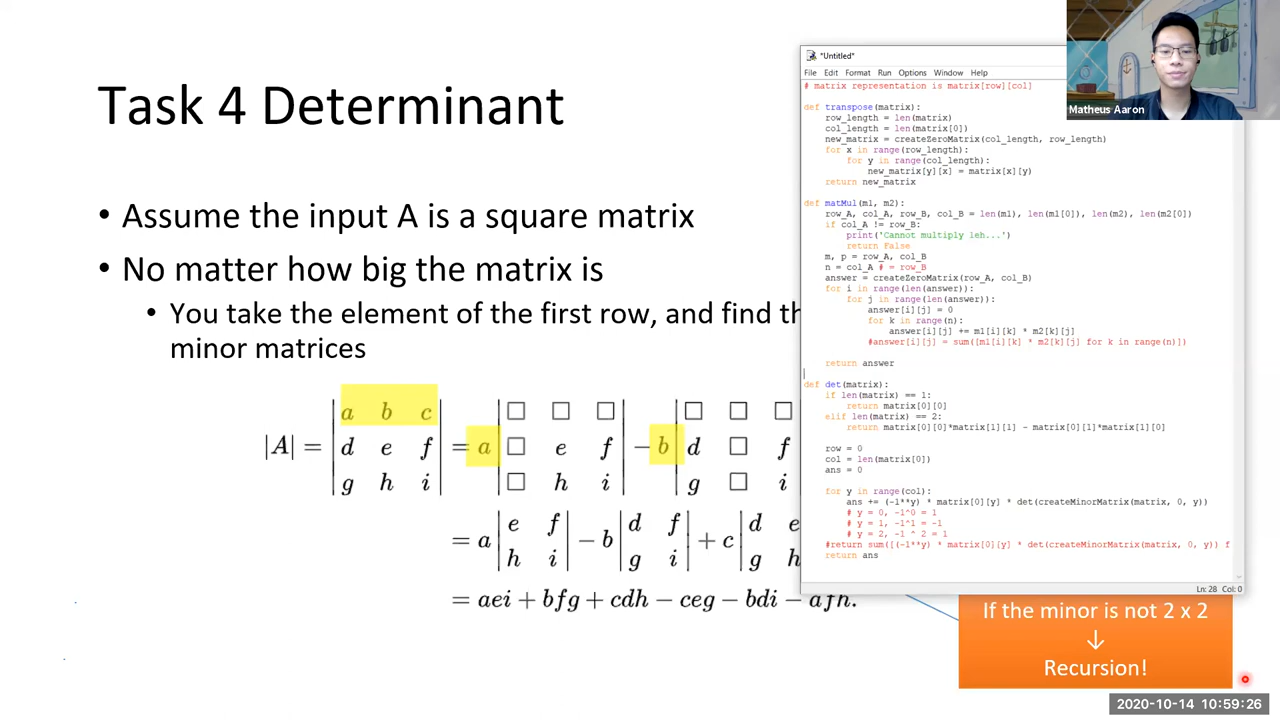 Task 4 Determinant
• Assume the input A is a square matrix
• No matter how big the matrix is
• You take the element of the first row, and find th
minor matrices
|A| = | a b c | = a | □ □ □ | − b | □ □ □
d e f □ e f d □ f
g h i □ h i g □ i
= a | e f | − b | d f | + c | d e
h i g i g h
= aei + bfg + cdh − ceg − bdi − afh.
*Untitled*
File Edit Format Run Options Window Help
# matrix representation is matrix[row][col]
def transpose(matrix):
    row_length = len(matrix)
    col_length = len(matrix[0])
    new_matrix = createZeroMatrix(col_length, row_length)
    for x in range(row_length):
        for y in range(col_length):
            new_matrix[y][x] = matrix[x][y)
    return new_matrix
def matMul(m1, m2):
    row_A, col_A, row_B, col_B = len(m1), len(m1[0]), len(m2), len(m2[0])
    if col_A != row_B:
        print('Cannot multiply leh...')
        return False
    m, p = row_A, col_B
    n = col_A # = row_B
    answer = createZeroMatrix(row_A, col_B)
    for i in range(len(answer)):
        for j in range(len(answer)):
            answer[i][j] = 0
            for k in range(n):
                answer[i][j] += m1[i][k] * m2[k][j]
            #answer[i][j] = sum([m1[i][k] * m2[k][j] for k in range(n)])
    return answer
def det(matrix):
    if len(matrix) == 1:
        return matrix[0][0]
    elif len(matrix) == 2:
        return matrix[0][0]*matrix[1][1] - matrix[0][1]*matrix[1][0]
    row = 0
    col = len(matrix[0])
    ans = 0
    for y in range(col):
        ans += (-1**y) * matrix[0][y] * det(createMinorMatrix(matrix, 0, y))
        # y = 0, -1^0 = 1
        # y = 1, -1^1 = -1
        # y = 2, -1 ^ 2 = 1
    #return sum([(-1**y) * matrix[0][y] * det(createMinorMatrix(matrix, 0, y)) f
    return ans
Ln: 28 Col: 0
Matheus Aaron
If the minor is not 2 x 2
↓
Recursion!
2020-10-14 10:59:26